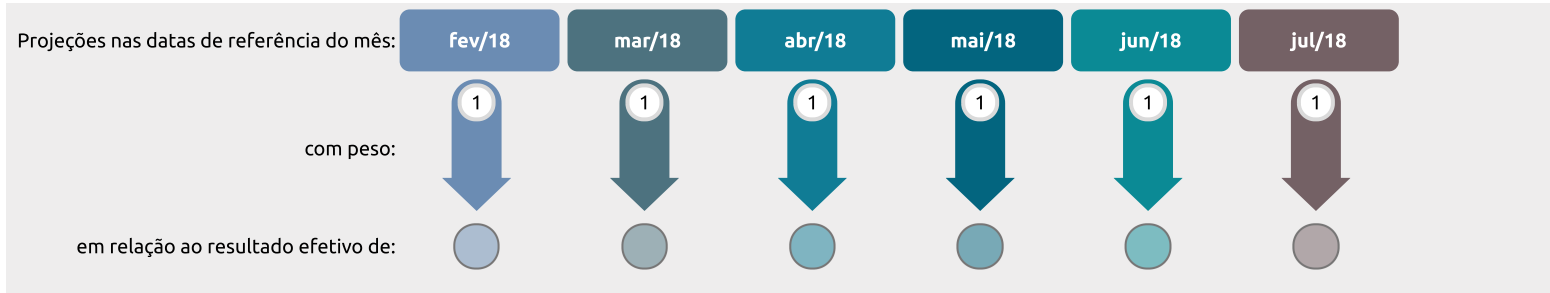 Projeções nas datas de referência do mês: fev/18 mar/18 abr/18 mai/18 jun/18 jul/18
1 1 1 1 1 1
com peso:
em relação ao resultado efetivo de: